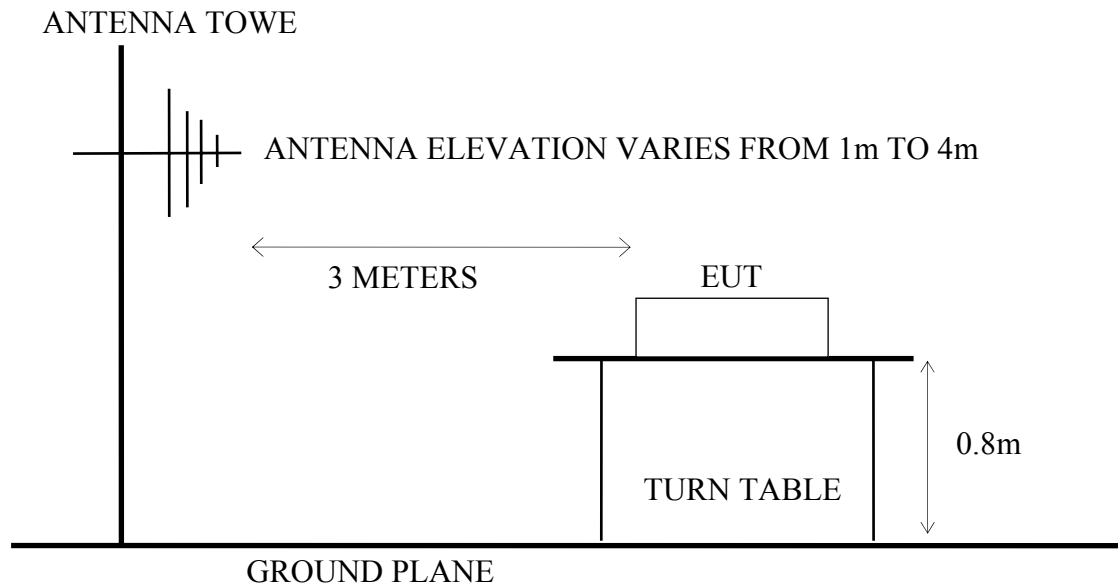 ANTENNA TOWE
ANTENNA ELEVATION VARIES FROM 1m TO 4m
3 METERS
EUT
0.8m
TURN TABLE
GROUND PLANE